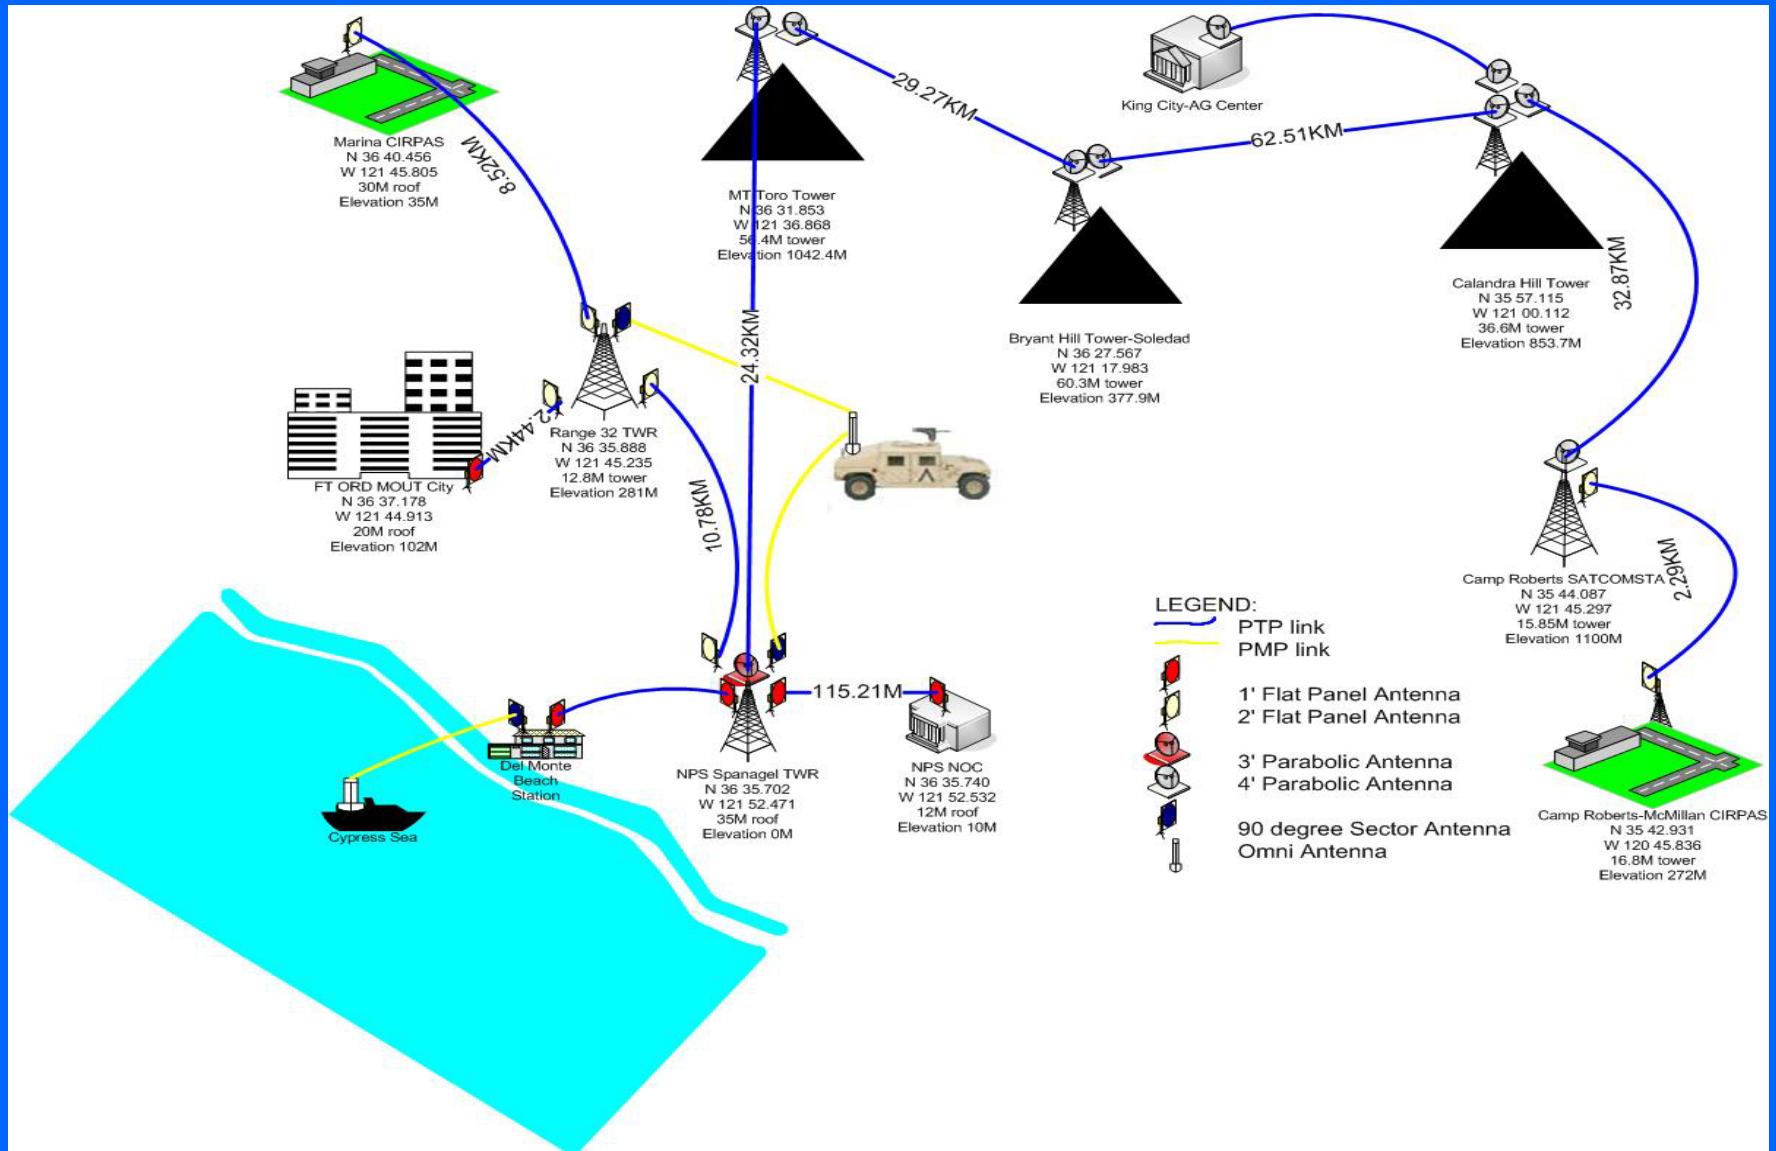 Marina CIRPAS
N 36 40.456
W 121 45.805
30M roof
Elevation 35M
8.52KM
MT Toro Tower
N 36 31.853
W 121 36.868
56.4M tower
Elevation 1042.4M
29.27KM
King City-AG Center
62.51KM
Bryant Hill Tower-Soledad
N 36 27.567
W 121 17.983
60.3M tower
Elevation 377.9M
Calandra Hill Tower
N 35 57.115
W 121 00.112
36.6M tower
Elevation 853.7M
32.87KM
24.32KM
2.44KM
Range 32 TWR
N 36 35.888
W 121 45.235
12.8M tower
Elevation 281M
FT ORD MOUT City
N 36 37.178
W 121 44.913
20M roof
Elevation 102M
10.78KM
Camp Roberts SATCOMSTA
N 35 44.087
W 121 45.297
15.85M tower
Elevation 1100M
2.29KM
115.21M
Del Monte
Beach
Station
Cypress Sea
NPS Spanagel TWR
N 36 35.702
W 121 52.471
35M roof
Elevation 0M
NPS NOC
N 36 35.740
W 121 52.532
12M roof
Elevation 10M
LEGEND:
PTP link
PMP link
1' Flat Panel Antenna
2' Flat Panel Antenna
3' Parabolic Antenna
4' Parabolic Antenna
90 degree Sector Antenna
Omni Antenna
Camp Roberts-McMillan CIRPAS
N 35 42.931
W 120 45.836
16.8M tower
Elevation 272M